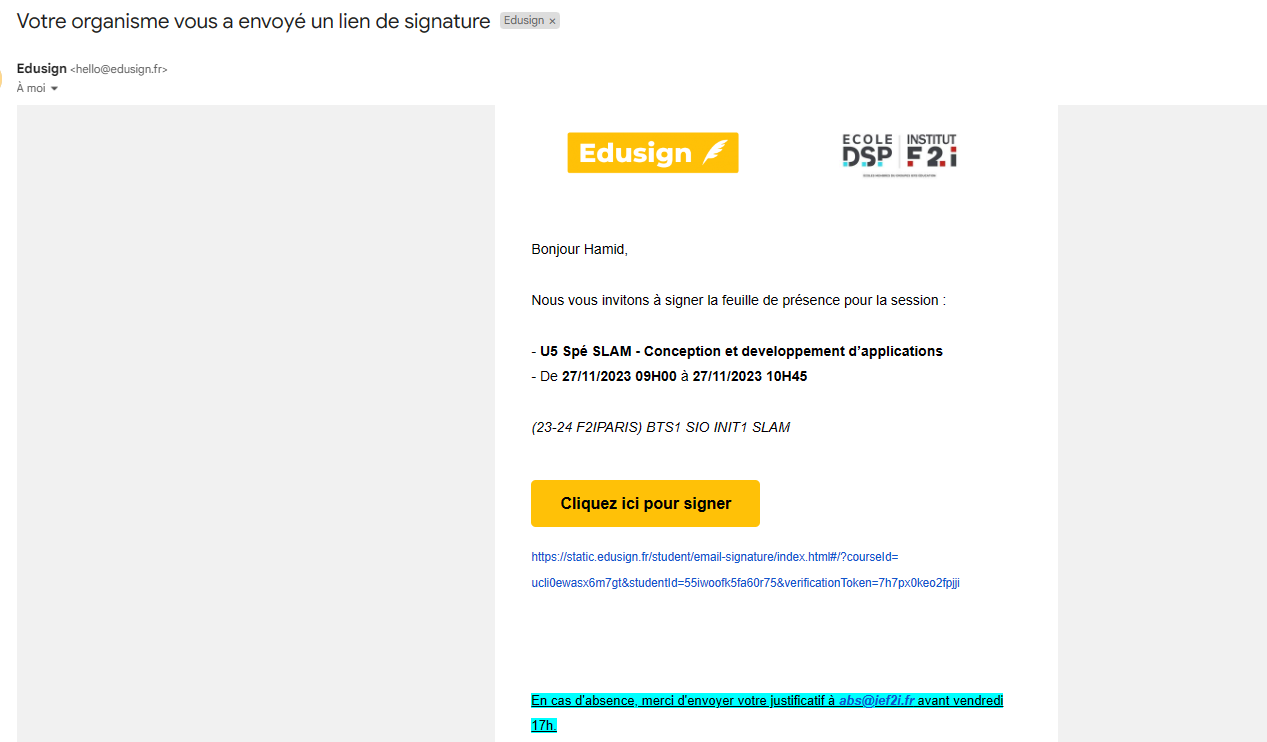 Votre organisme vous a envoyé un lien de signature Edusign ×
Edusign <hello@edusign.fr>
À moi
Edusign
ECOLE DSP INSTITUT F2i
Bonjour Hamid,
Nous vous invitons à signer la feuille de présence pour la session :
- U5 Spé SLAM - Conception et developpement d’applications
- De 27/11/2023 09H00 à 27/11/2023 10H45
(23-24 F2IPARIS) BTS1 SIO INIT1 SLAM
Cliquez ici pour signer
https://static.edusign.fr/student/email-signature/index.html#/?courseId=
ucli0ewasx6m7gt&studentId=55iwoofk5fa60r75&verificationToken=7h7px0keo2fpjji
En cas d'absence, merci d'envoyer votre justificatif à abs@ief2i.fr avant vendredi
17h.